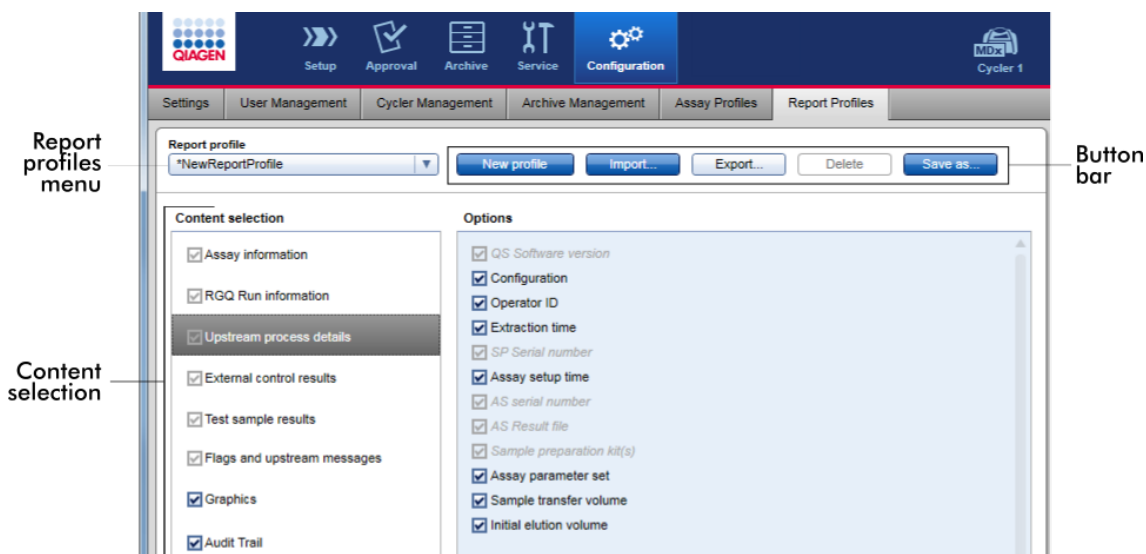 QIAGEN
Setup
Approval
Archive
Service
Configuration
MDx
Cycler 1
Settings
User Management
Cycler Management
Archive Management
Assay Profiles
Report Profiles
Report
profiles
menu
Report profile
*NewReportProfile
New profile
Import...
Export...
Delete
Save as...
Button
bar
Content selection
Assay information
RGQ Run information
Upstream process details
External control results
Test sample results
Flags and upstream messages
Graphics
Audit Trail
Content
selection
Options
QS Software version
Configuration
Operator ID
Extraction time
SP Serial number
Assay setup time
AS serial number
AS Result file
Sample preparation kit(s)
Assay parameter set
Sample transfer volume
Initial elution volume